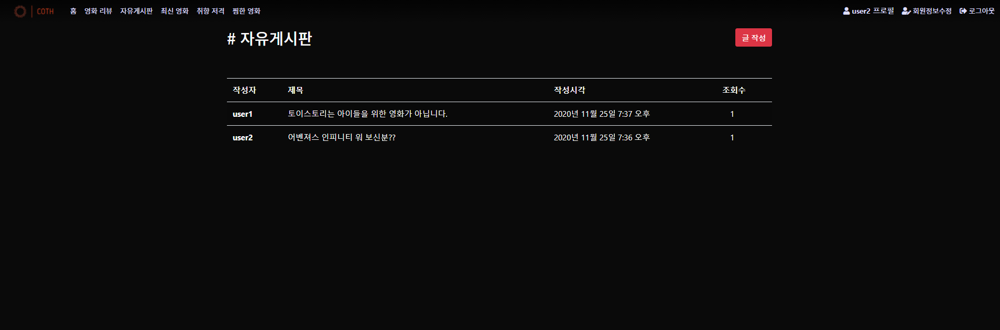 COTH 홈 영화 리뷰 자유게시판 최신 영화 취향 저격 찜한 영화 user2 프로필 회원정보수정 로그아웃
# 자유게시판 글 작성
작성자 제목 작성시각 조회수
user1 토이스토리는 아이들을 위한 영화가 아닙니다. 2020년 11월 25일 7:37 오후 1
user2 어벤져스 인피니티 워 보신분?? 2020년 11월 25일 7:36 오후 1